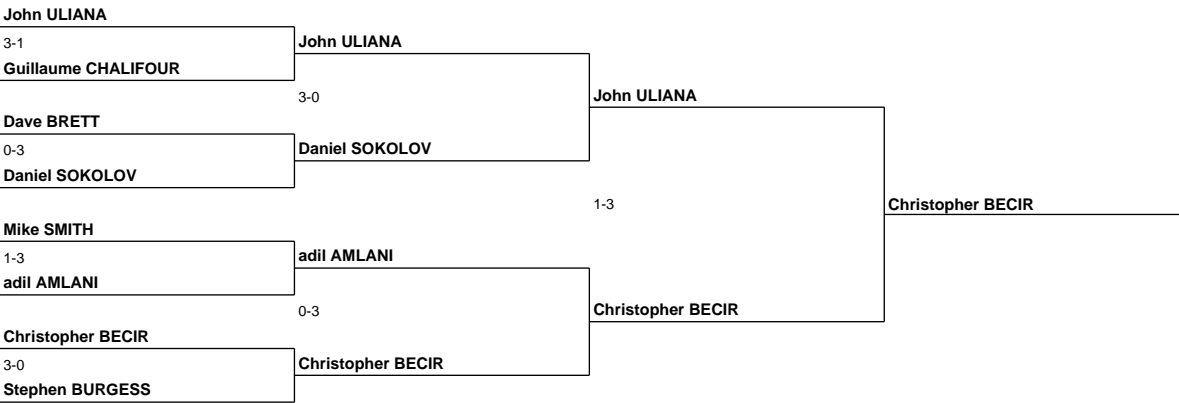 John ULIANA
3-1
John ULIANA
Guillaume CHALIFOUR
3-0
John ULIANA
Dave BRETT
0-3
Daniel SOKOLOV
Daniel SOKOLOV
1-3
Christopher BECIR
Mike SMITH
1-3
adil AMLANI
adil AMLANI
0-3
Christopher BECIR
Christopher BECIR
3-0
Christopher BECIR
Stephen BURGESS